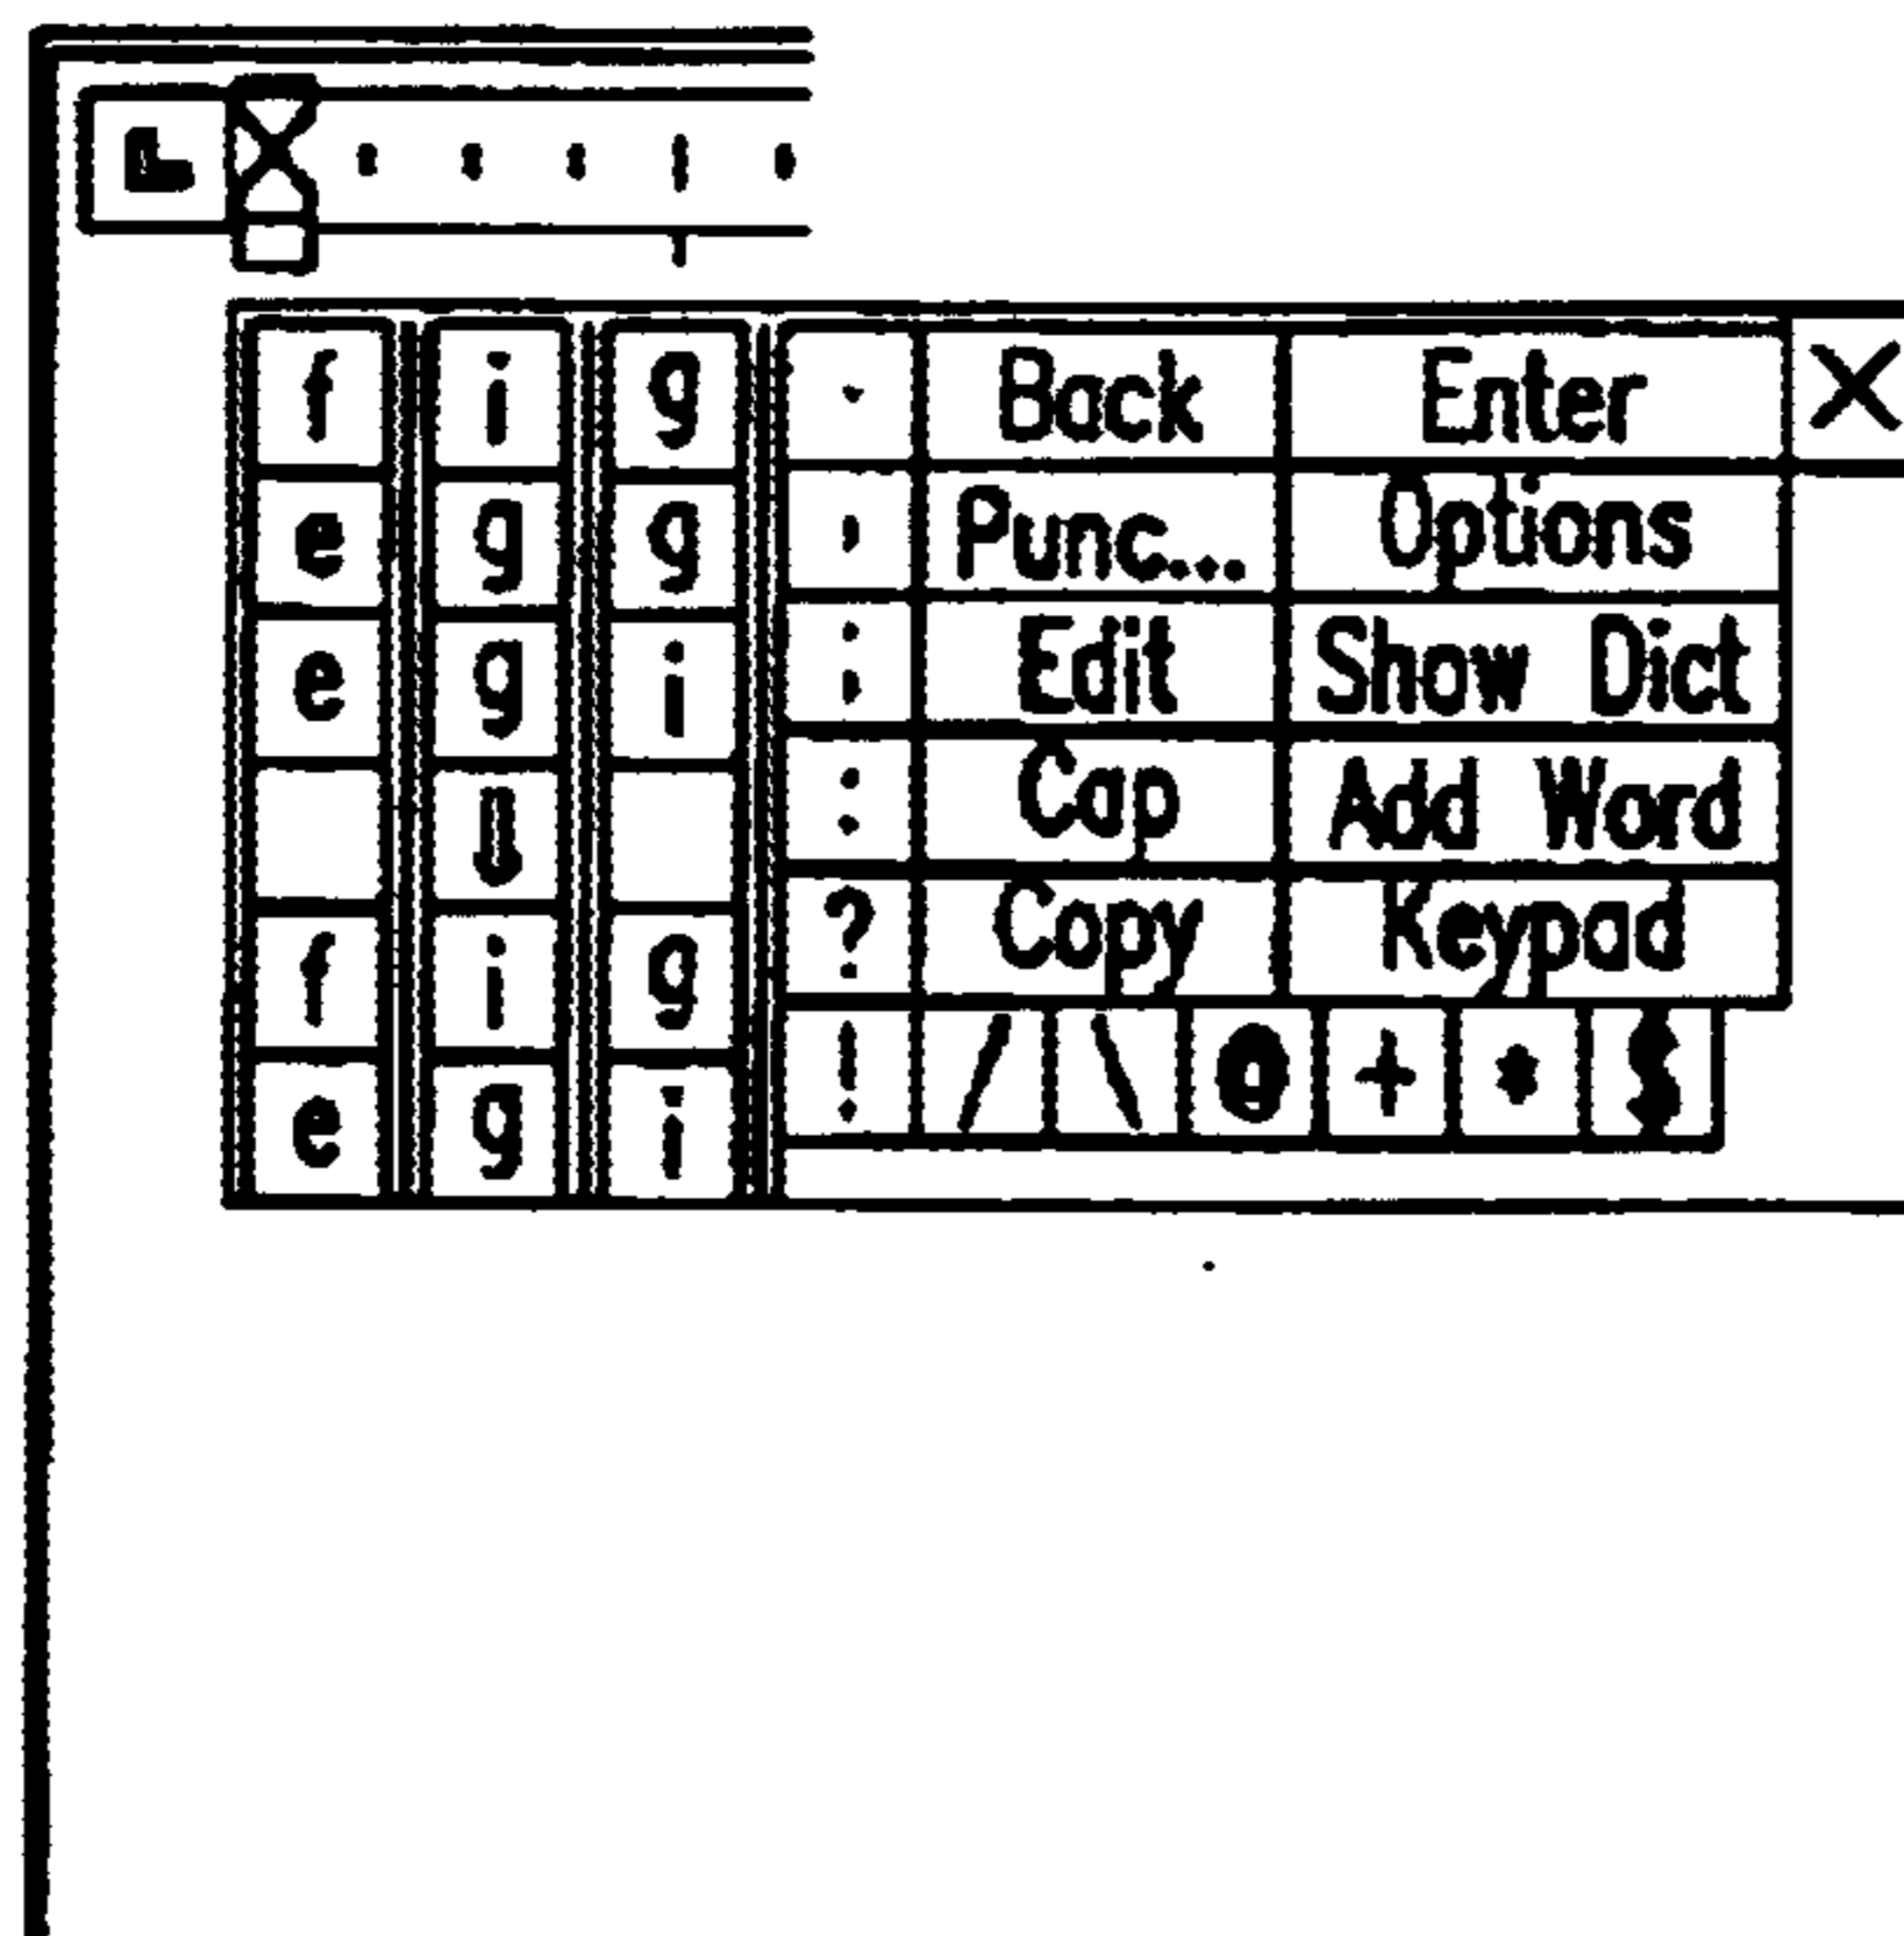 f i g . Back Enter X
e g g , Punc... Options
e g i ; Edit Show Dict
: Cap Add Word
f i g ? Copy Keypad
e g i ! / \ @ + *